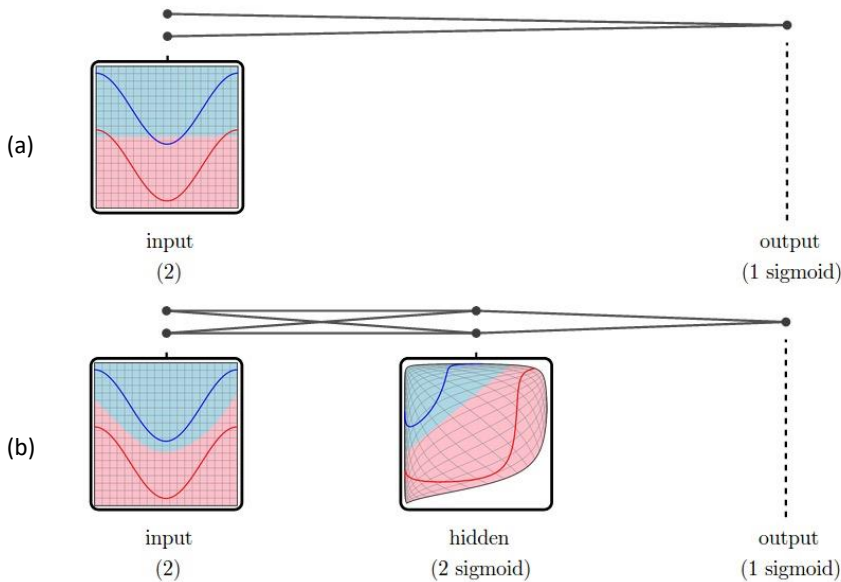 (a)
input
(2)
output
(1 sigmoid)
(b)
input
(2)
hidden
(2 sigmoid)
output
(1 sigmoid)